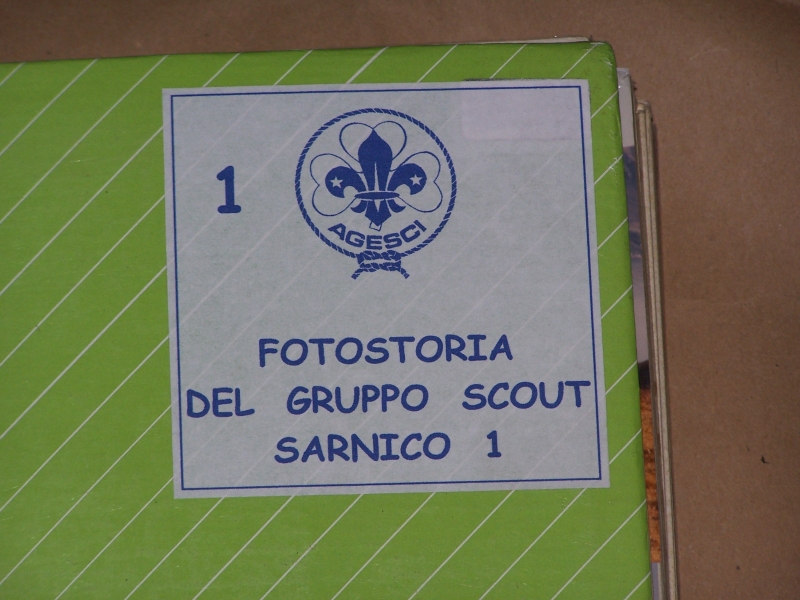 1
AGESCI
FOTOSTORIA
DEL GRUPPO SCOUT
SARNICO 1